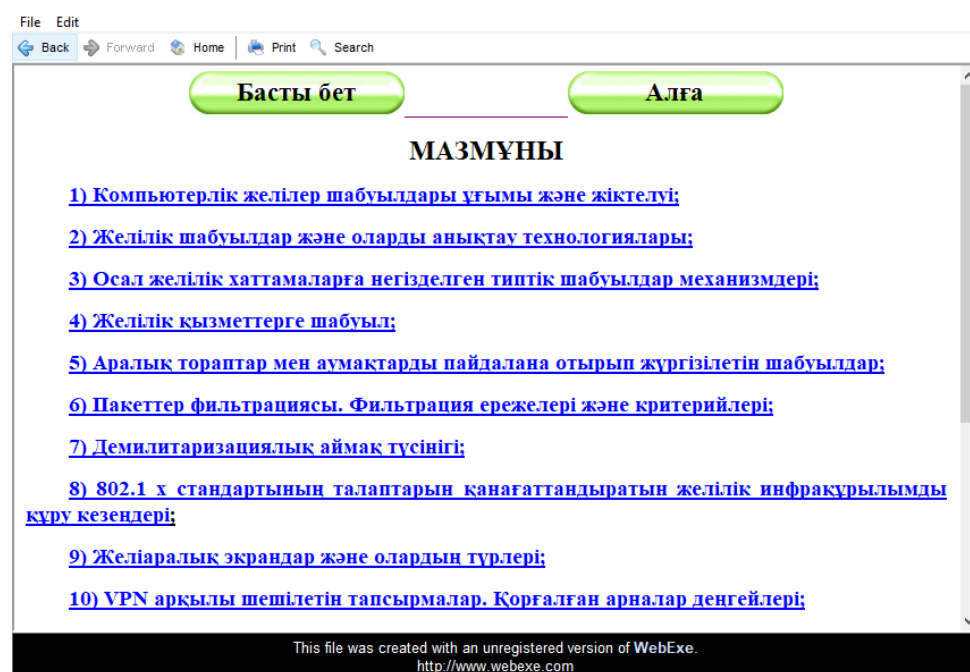 File Edit
Back Forward Home Print Search
Басты бет Алға
МАЗМҰНЫ
1) Компьютерлік желілер шабуылдары ұғымы және жіктелуі;
2) Желілік шабуылдар және оларды анықтау технологиялары;
3) Осал желілік хаттамаларға негізделген типтік шабуылдар механизмдері;
4) Желілік қызметтерге шабуыл;
5) Аралық тораптар мен аумақтарды пайдалана отырып жүргізілетін шабуылдар;
6) Пакеттер фильтрациясы. Фильтрация ережелері және критерийлері;
7) Демилитаризациялық аймақ түсінігі;
8) 802.1 х стандартының талаптарын қанағаттандыратын желілік инфрақұрылымды
құру кезеңдері;
9) Желіаралық экрандар және олардың түрлері;
10) VPN арқылы шешілетін тапсырмалар. Қорғалған арналар деңгейлері;
This file was created with an unregistered version of WebExe.
http://www.webexe.com